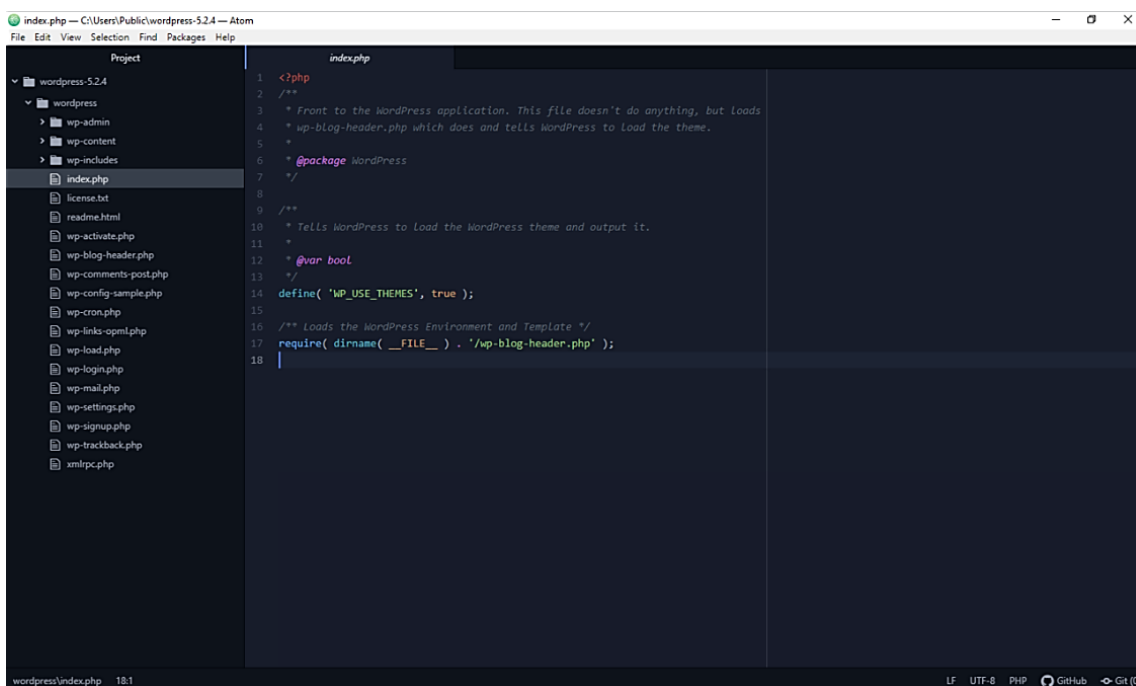 index.php — C:\Users\Public\wordpress-5.2.4 — Atom
File Edit View Selection Find Packages Help
Project
wordpress-5.2.4
wordpress
wp-admin
wp-content
wp-includes
index.php
license.txt
readme.html
wp-activate.php
wp-blog-header.php
wp-comments-post.php
wp-config-sample.php
wp-cron.php
wp-links-opml.php
wp-load.php
wp-login.php
wp-mail.php
wp-settings.php
wp-signup.php
wp-trackback.php
xmlrpc.php
index.php
1 <?php
2 /**
3 * Front to the WordPress application. This file doesn't do anything, but loads
4 * wp-blog-header.php which does and tells WordPress to load the theme.
5 *
6 * @package WordPress
7 */
8
9 /**
10 * Tells WordPress to load the WordPress theme and output it.
11 *
12 * @var bool
13 */
14 define( 'WP_USE_THEMES', true );
15
16 /** Loads the WordPress Environment and Template */
17 require( dirname( __FILE__ ) . '/wp-blog-header.php' );
18
wordpress\index.php 18:1 LF UTF-8 PHP GitHub Git (0